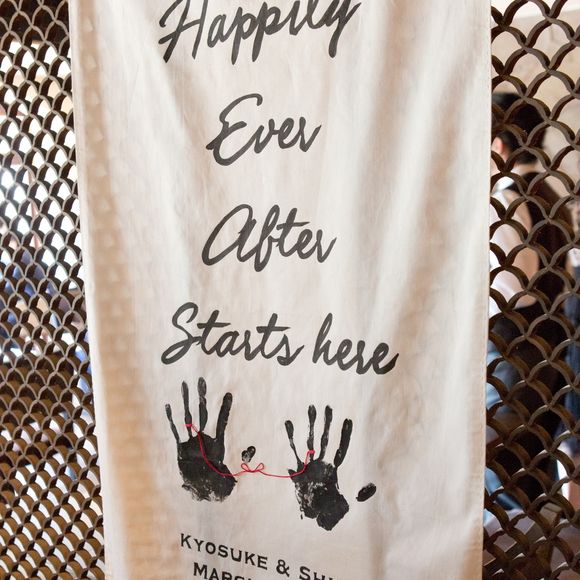 Happily
Ever
After
Starts here
KYOSUKE &